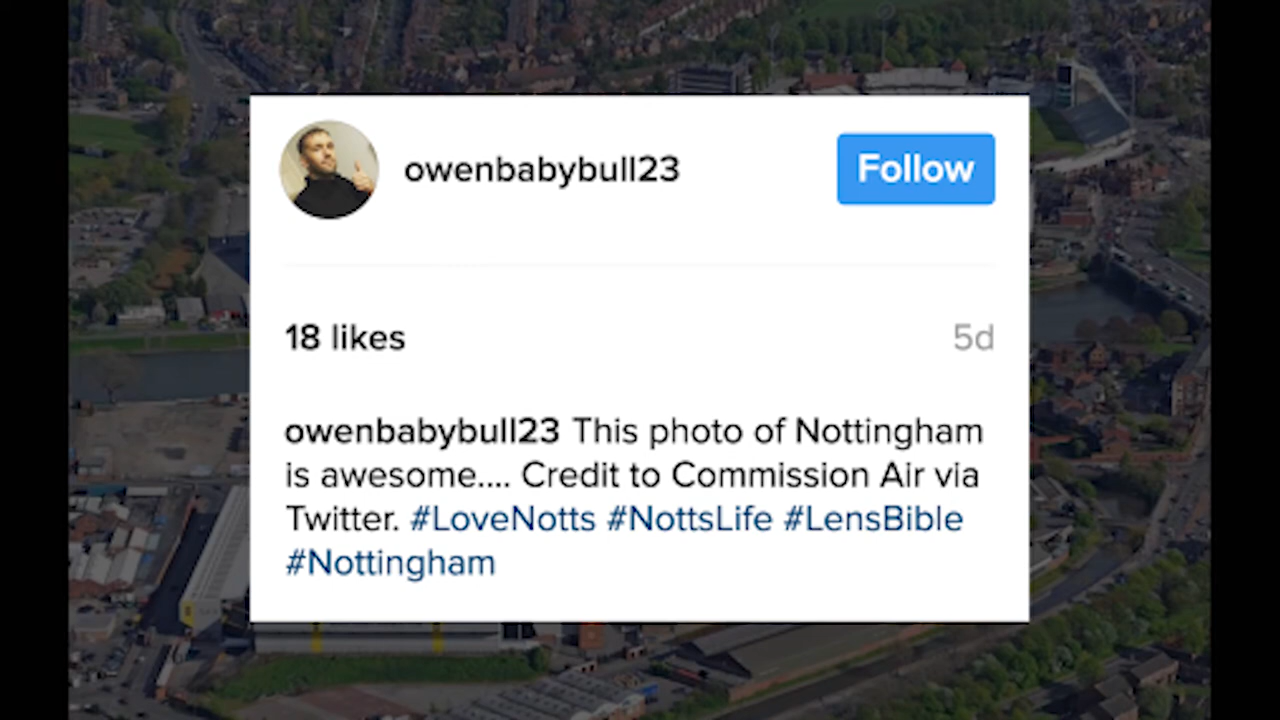 owenbabybull23
Follow
18 likes
5d
owenbabybull23 This photo of Nottingham
is awesome.... Credit to Commission Air via
Twitter. #LoveNotts #NottsLife #LensBible
#Nottingham